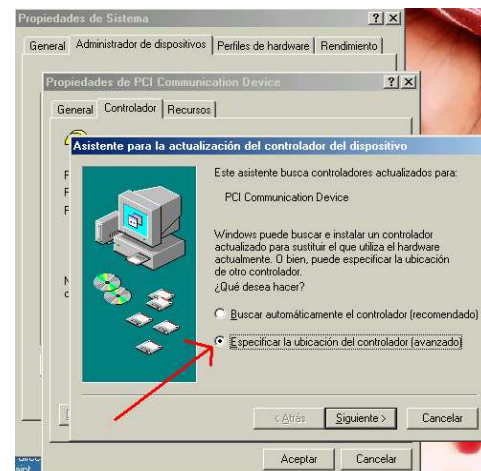 Propiedades de Sistema
General Administrador de dispositivos Perfiles de hardware Rendimiento
Propiedades de PCI Communication Device
General Controlador Recursos
Asistente para la actualización del controlador del dispositivo
Este asistente busca controladores actualizados para:
PCI Communication Device
Windows puede buscar e instalar un controlador
actualizado para sustituir el que utiliza el hardware
actualmente. O bien, puede especificar la ubicación
de otro controlador.
¿Qué desea hacer?
Buscar automáticamente el controlador (recomendado)
Especificar la ubicación del controlador (avanzado)
< Atrás Siguiente > Cancelar
Aceptar Cancelar